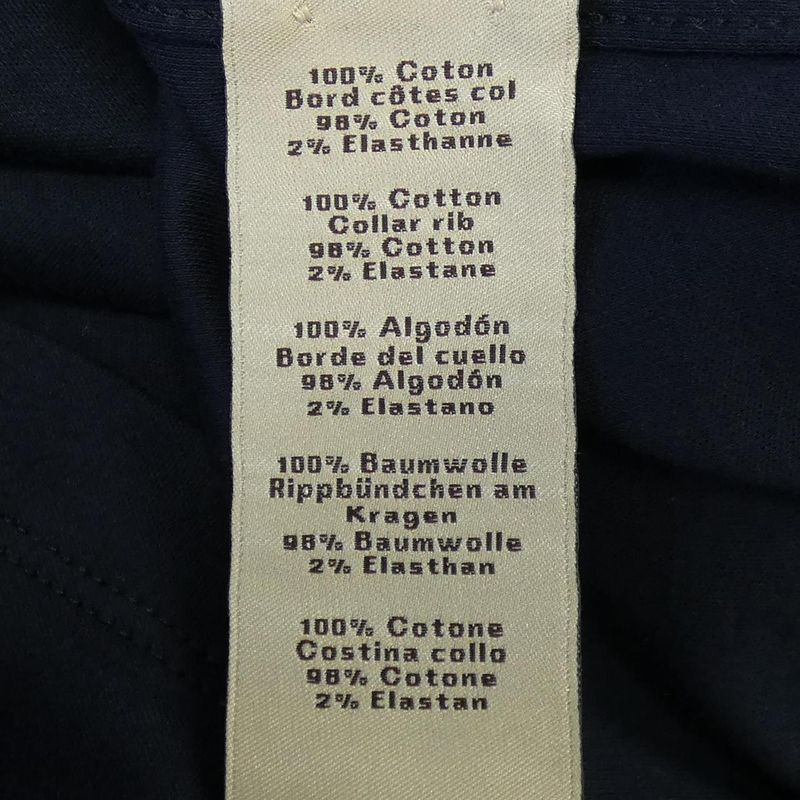 100% Coton
Bord côtes col
98% Coton
2% Elasthanne
100% Cotton
Collar rib
98% Cotton
2% Elastane
100% Algodón
Borde del cuello
98% Algodón
2% Elastano
100% Baumwolle
Rippbündchen am
Kragen
98% Baumwolle
2% Elasthan
100% Cotone
Costina collo
98% Cotone
2% Elastan